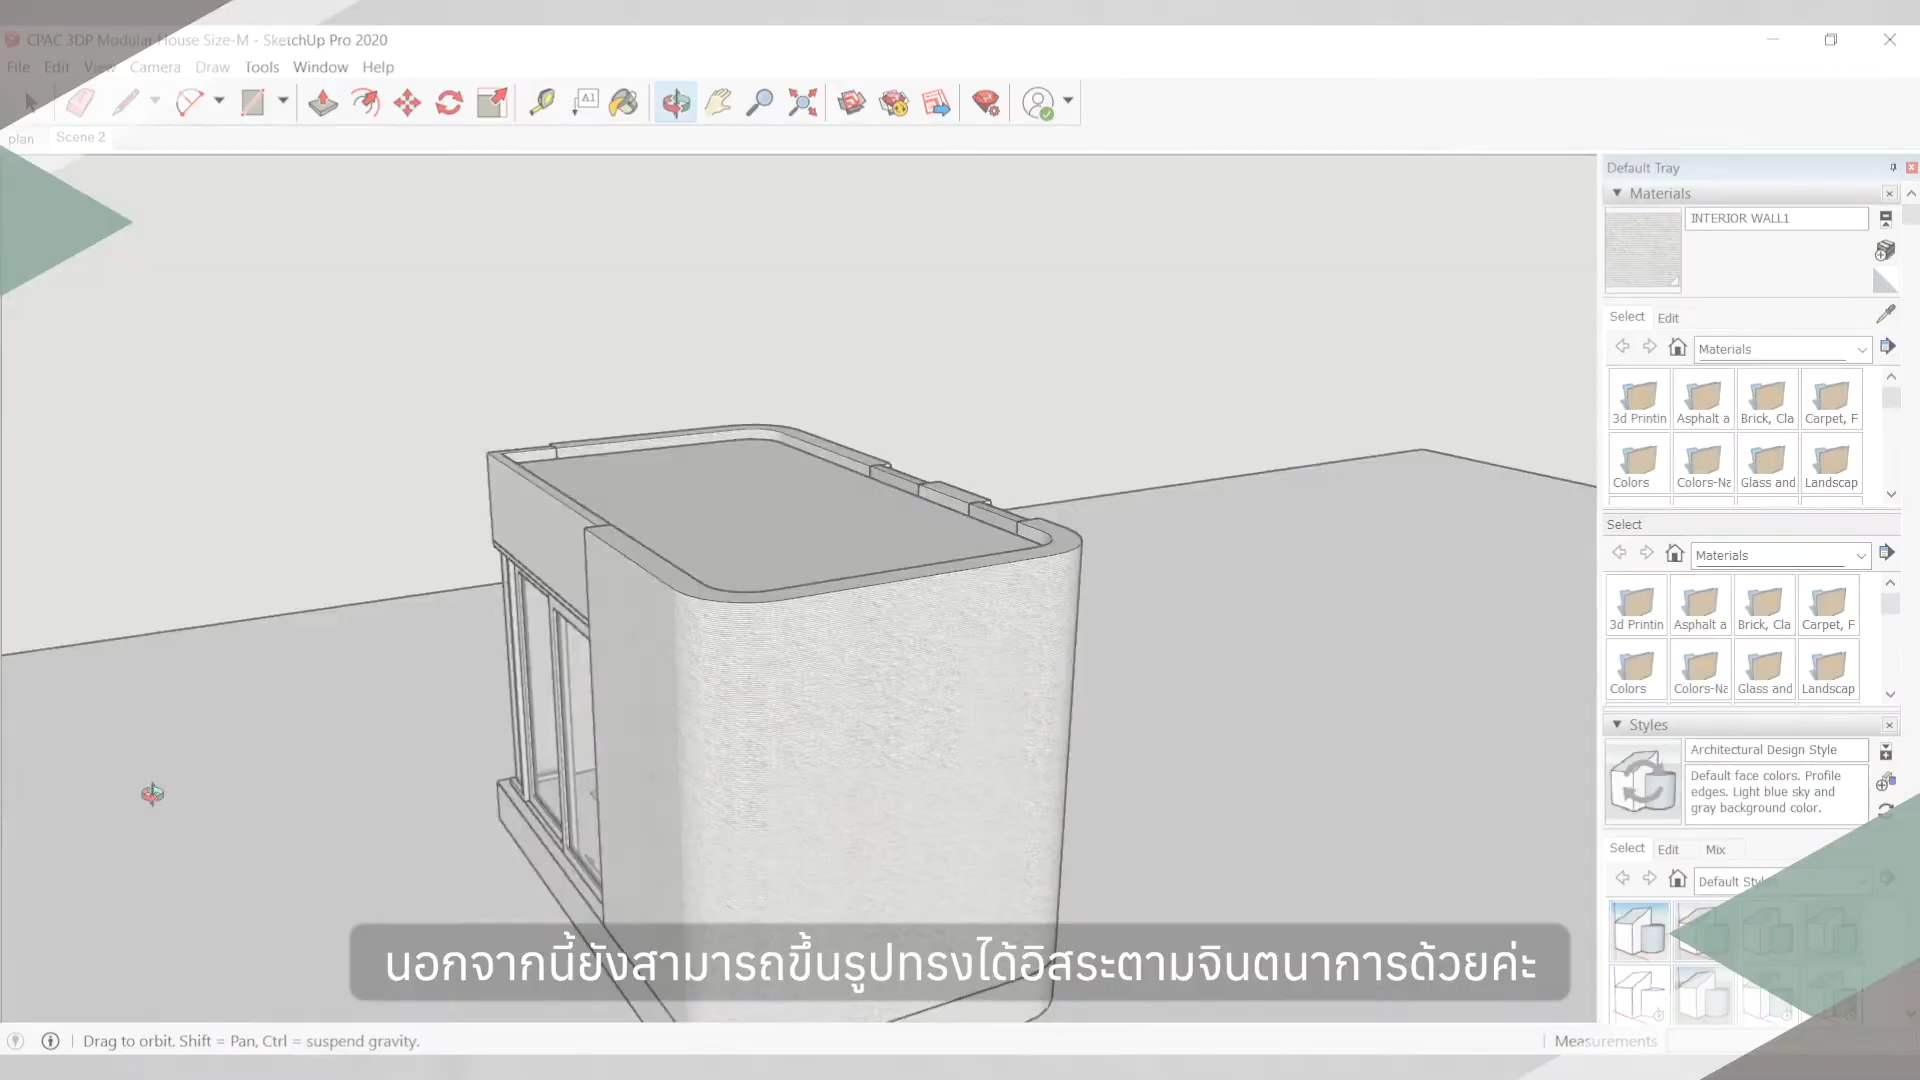 CPAC 3DP Modular House Size-M - SketchUp Pro 2020
File Edit View Camera Draw Tools Window Help
A1
plan Scene 2
Default Tray
Materials
INTERIOR WALL1
Select Edit
Materials
3d Printin Asphalt a Brick, Cla Carpet, F
Colors Colors-Na Glass and Landscap
Select
Materials
3d Printin Asphalt a Brick, Cla Carpet, F
Colors Colors-Na Glass and Landscap
Styles
Architectural Design Style
Default face colors. Profile
edges. Light blue sky and
gray background color.
Select Edit Mix
Default Styles
นอกจากนี้ยังสามารถขึ้นรูปทรงได้อิสระตามจินตนาการด้วยค่ะ
Drag to orbit. Shift = Pan, Ctrl = suspend gravity.
Measurements